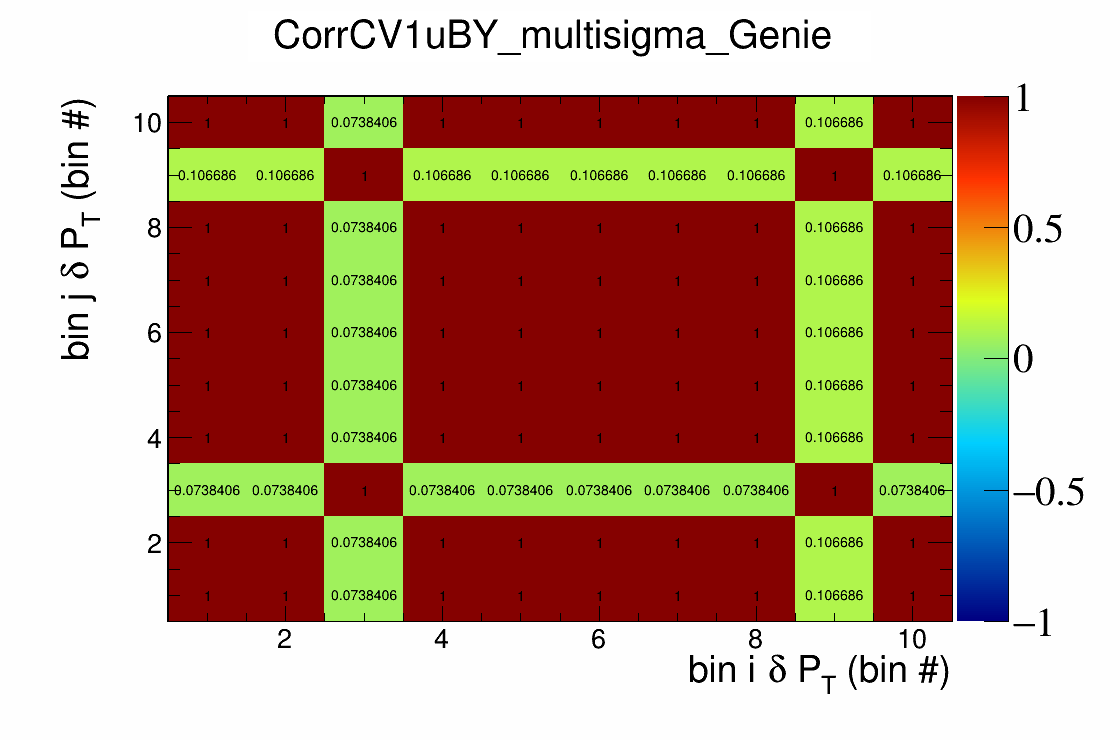 CorrCV1uBY_multisigma_Genie
bin j δ P_T (bin #)
10 1 1 0.0738406 1 1 1 1 1 0.106686 1
0.106686 0.106686 1 0.106686 0.106686 0.106686 0.106686 0.106686 1 0.106686
8 1 1 0.0738406 1 1 1 1 1 0.106686 1
1 1 0.0738406 1 1 1 1 1 0.106686 1
6 1 1 0.0738406 1 1 1 1 1 0.106686 1
1 1 0.0738406 1 1 1 1 1 0.106686 1
4 1 1 0.0738406 1 1 1 1 1 0.106686 1
0.0738406 0.0738406 1 0.0738406 0.0738406 0.0738406 0.0738406 0.0738406 1 0.0738406
2 1 1 0.0738406 1 1 1 1 1 0.106686 1
1 1 0.0738406 1 1 1 1 1 0.106686 1
2 4 6 8 10
bin i δ P_T (bin #)
1
0.5
0
−0.5
−1